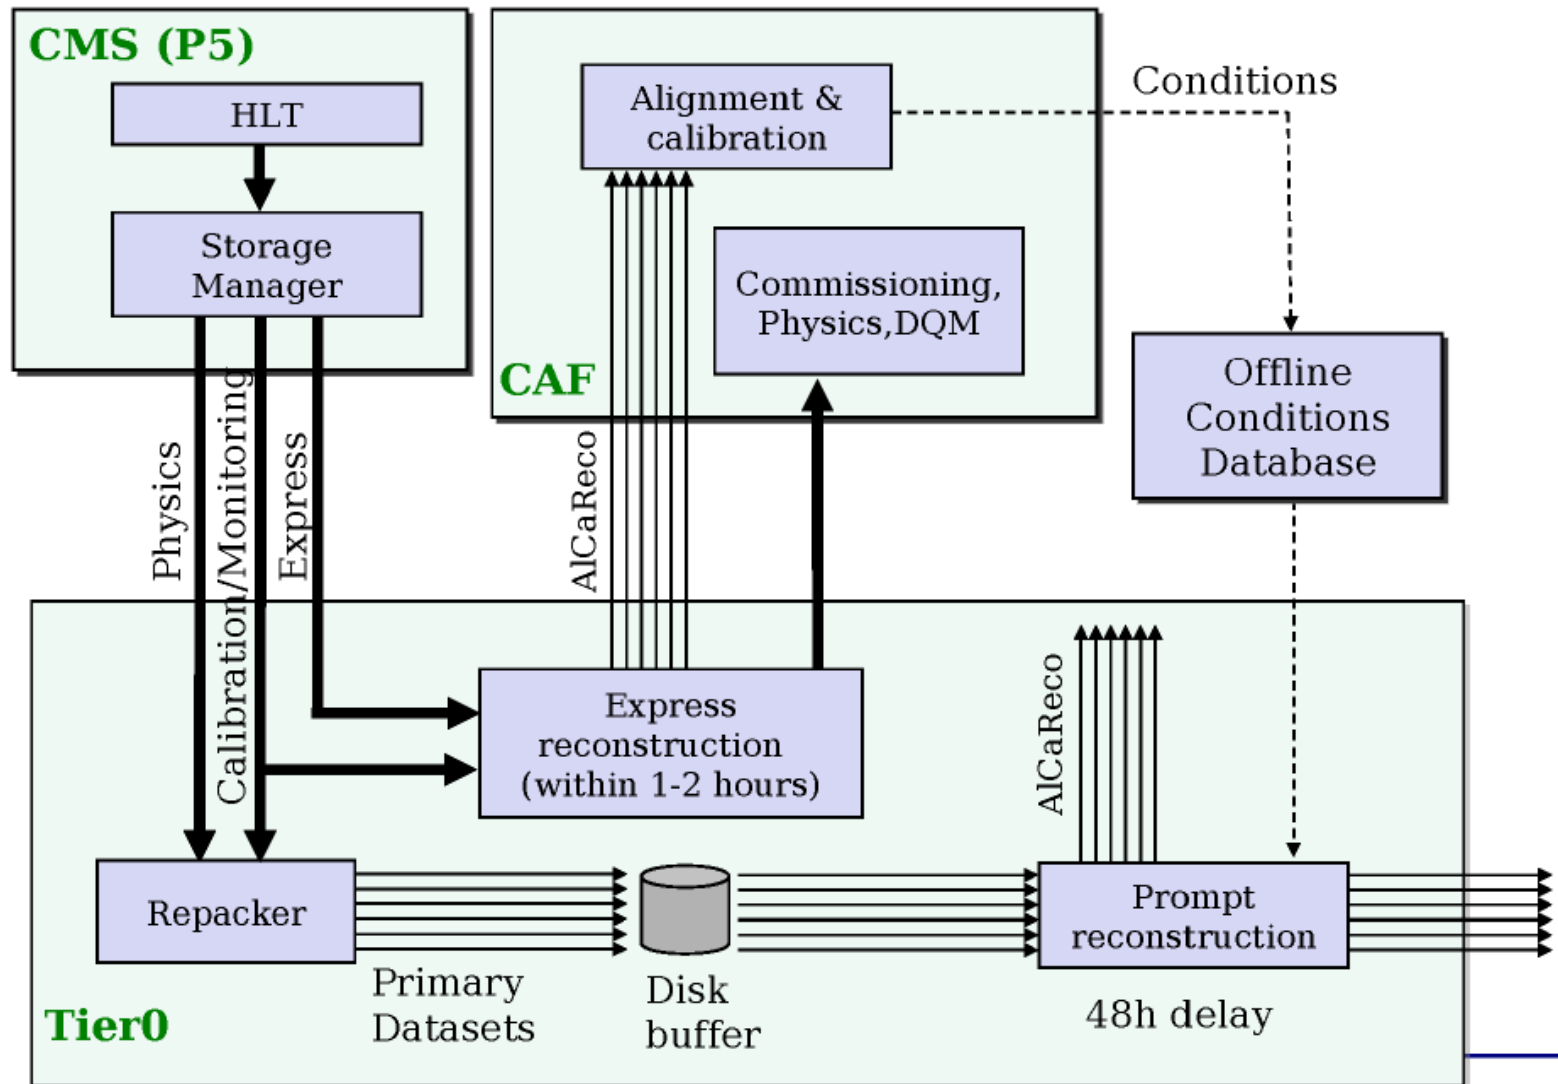 CMS (P5)
HLT
Storage
Manager
Physics
Calibration/Monitoring
Express
CAF
Alignment &
calibration
Commissioning,
Physics,DQM
AlCaReco
Conditions
Offline
Conditions
Database
Tier0
Express
reconstruction
(within 1-2 hours)
Repacker
Primary
Datasets
Disk
buffer
AlCaReco
Prompt
reconstruction
48h delay